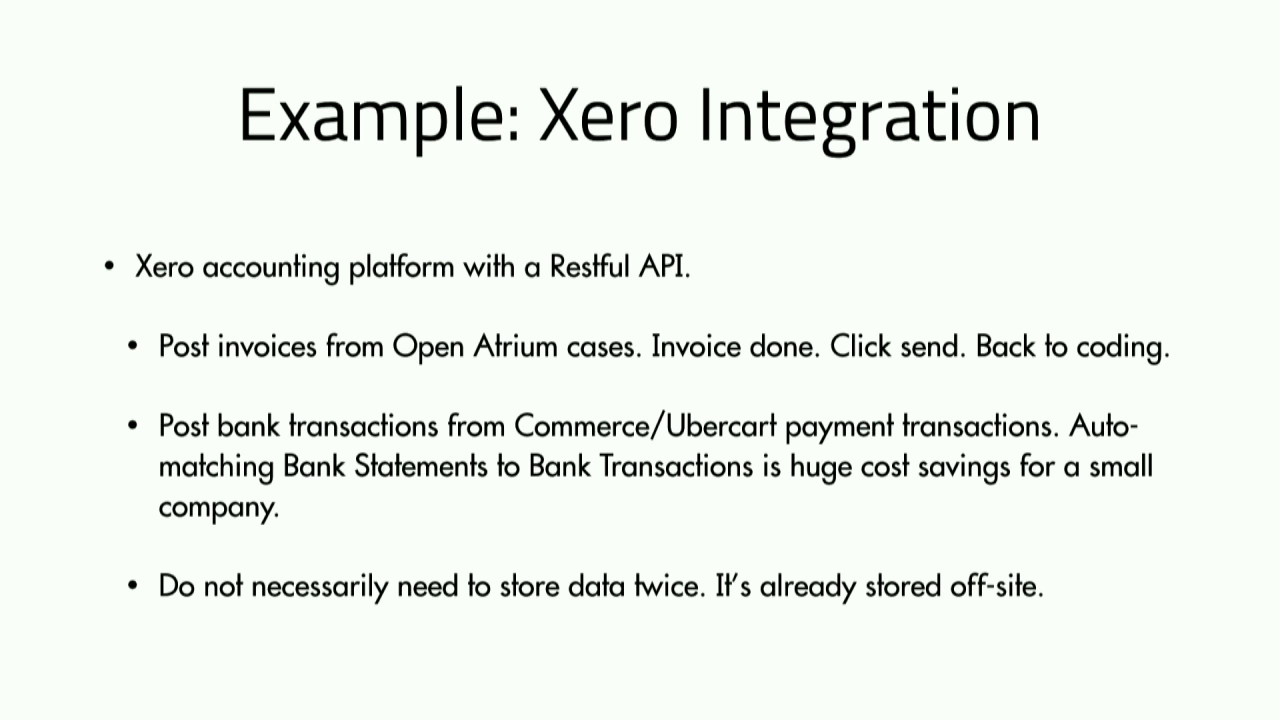 Example: Xero Integration
• Xero accounting platform with a Restful API.
• Post invoices from Open Atrium cases. Invoice done. Click send. Back to coding.
• Post bank transactions from Commerce/Ubercart payment transactions. Auto-
matching Bank Statements to Bank Transactions is huge cost savings for a small
company.
• Do not necessarily need to store data twice. It's already stored off-site.